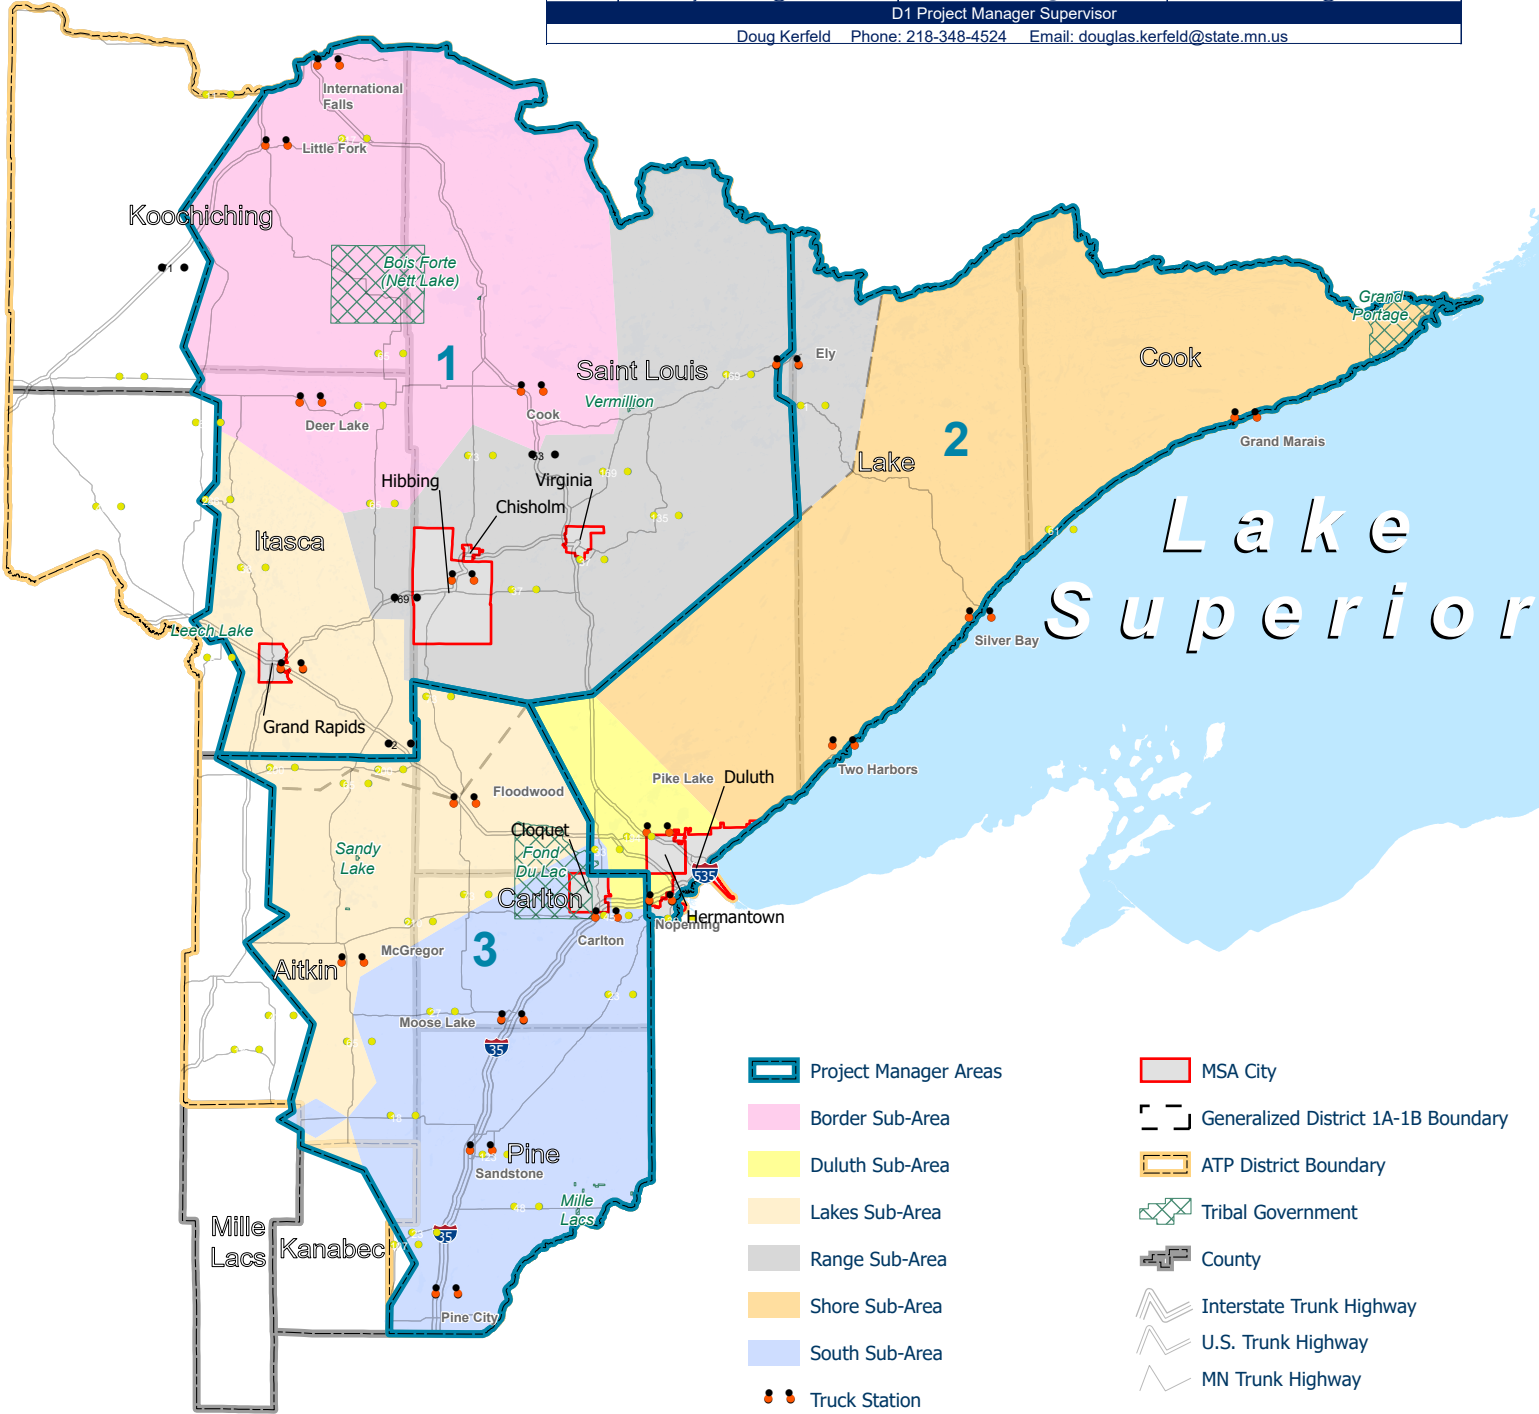 D1 Project Manager Supervisor
Doug Kerfeld Phone: 218-348-4524 Email: douglas.kerfeld@state.mn.us
International
Falls
Little Fork
Koochiching
Bois Forte
(Nett Lake)
1
Saint Louis
Vermillion
Ely
Cook
Deer Lake
Grand
Portage
Cook
Grand Marais
2
Lake
Hibbing
Virginia
Chisholm
53
169
Itasca
Leech Lake
Grand Rapids
2
Lake
Superior
Silver Bay
Two Harbors
Pike Lake
Duluth
Floodwood
Cloquet
Fond
Du Lac
Sandy
Lake
535
Carlton
Hermantown
Nopeming
Carlton
3
McGregor
Aitkin
Moose Lake
35
Pine
Sandstone
Mille
Lacs
35
Mille
Lacs
Kanabec
Pine City
Project Manager Areas
Border Sub-Area
Duluth Sub-Area
Lakes Sub-Area
Range Sub-Area
Shore Sub-Area
South Sub-Area
Truck Station
MSA City
Generalized District 1A-1B Boundary
ATP District Boundary
Tribal Government
County
Interstate Trunk Highway
U.S. Trunk Highway
MN Trunk Highway